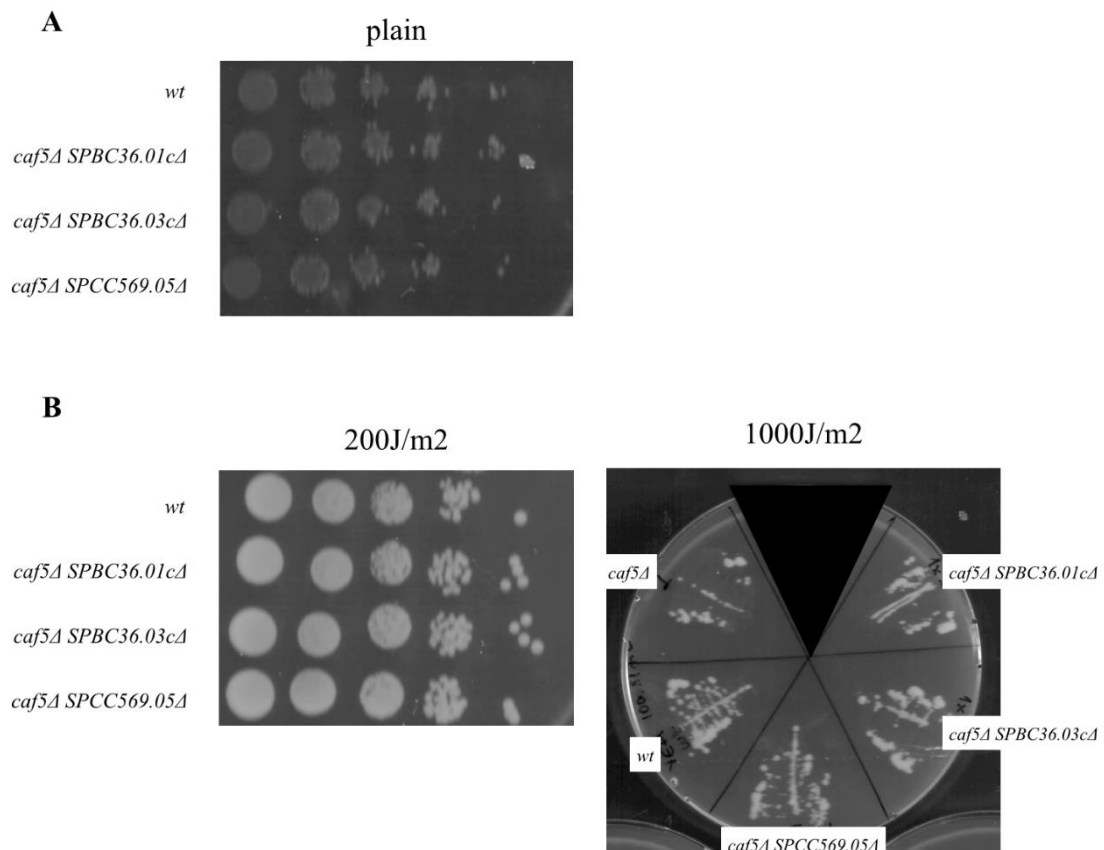 A
plain
wt
caf5Δ SPBC36.01cΔ
caf5Δ SPBC36.03cΔ
caf5Δ SPCC569.05Δ
B
200J/m2
1000J/m2
wt
caf5Δ SPBC36.01cΔ
caf5Δ SPBC36.03cΔ
caf5Δ SPCC569.05Δ
caf5Δ
caf5Δ SPBC36.01cΔ
caf5Δ SPBC36.03cΔ
wt
caf5Δ SPCC569.05Δ